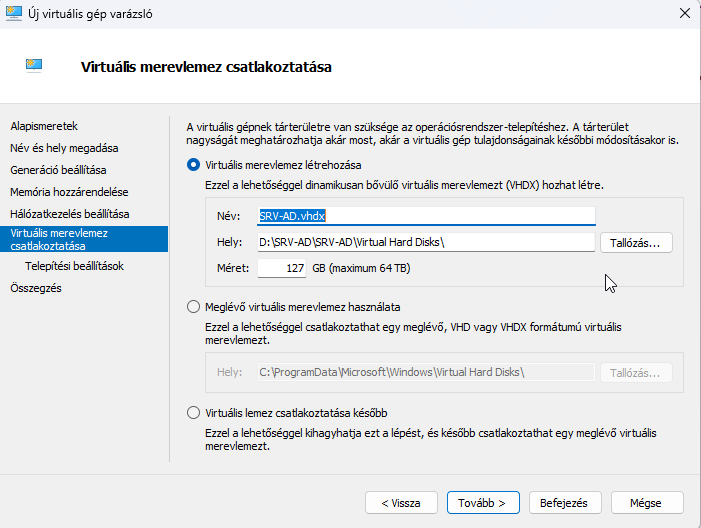 Új virtuális gép varázsló
Virtuális merevlemez csatlakoztatása
Alapismeretek
Név és hely megadása
Generáció beállítása
Memória hozzárendelése
Hálózatkezelés beállítása
Virtuális merevlemez
csatlakoztatása
Telepítési beállítások
Összegzés
A virtuális gépnek tárterületre van szüksége az operációsrendszer-telepítéshez. A tárterület
nagyságát meghatározhatja akár most, akár a virtuális gép tulajdonságainak későbbi módosításakor is.
Virtuális merevlemez létrehozása
Ezzel a lehetőséggel dinamikusan bővülő virtuális merevlemezt (VHDX) hozhat létre.
Név: SRV-AD.vhdx
Hely: D:\SRV-AD\SRV-AD\Virtual Hard Disks\ Tallózás...
Méret: 127 GB (maximum 64 TB)
Meglévő virtuális merevlemez használata
Ezzel a lehetőséggel csatlakoztathat egy meglévő, VHD vagy VHDX formátumú virtuális
merevlemezt.
Hely: C:\ProgramData\Microsoft\Windows\Virtual Hard Disks\ Tallózás...
Virtuális lemez csatlakoztatása később
Ezzel a lehetőséggel kihagyhatja ezt a lépést, és később csatlakoztathat egy meglévő virtuális
merevlemezt.
< Vissza Tovább > Befejezés Mégse